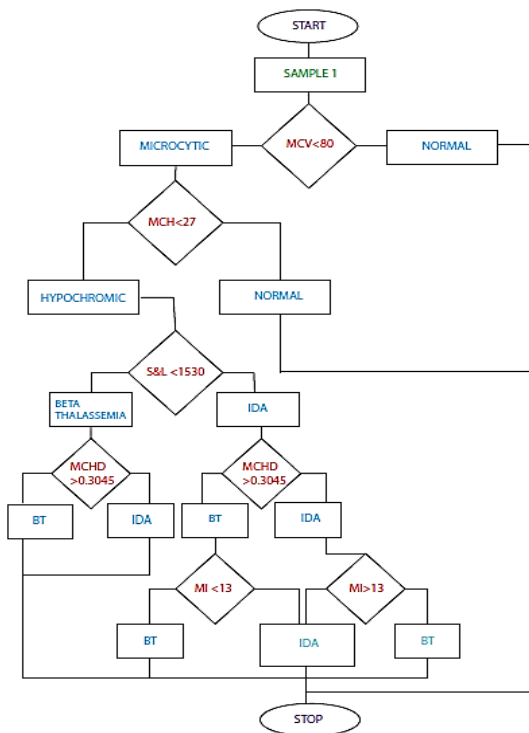 START
SAMPLE 1
MCV<80
MICROCYTIC
NORMAL
MCH<27
HYPOCHROMIC
NORMAL
S&L <1530
BETA
THALASSEMIA
IDA
MCHD
>0.3045
MCHD
>0.3045
BT
IDA
BT
IDA
MI <13
MI>13
BT
IDA
BT
STOP